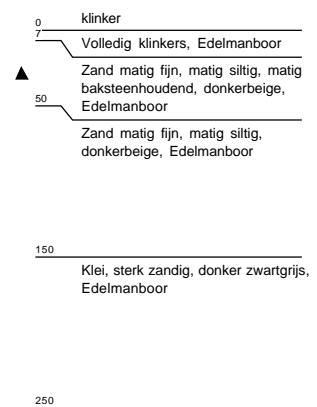 0 klinker
7
Volledig klinkers, Edelmanboor
Zand matig fijn, matig siltig, matig
baksteenhoudend, donkerbeige,
Edelmanboor
50
Zand matig fijn, matig siltig,
donkerbeige, Edelmanboor
150
Klei, sterk zandig, donker zwartgrijs,
Edelmanboor
250